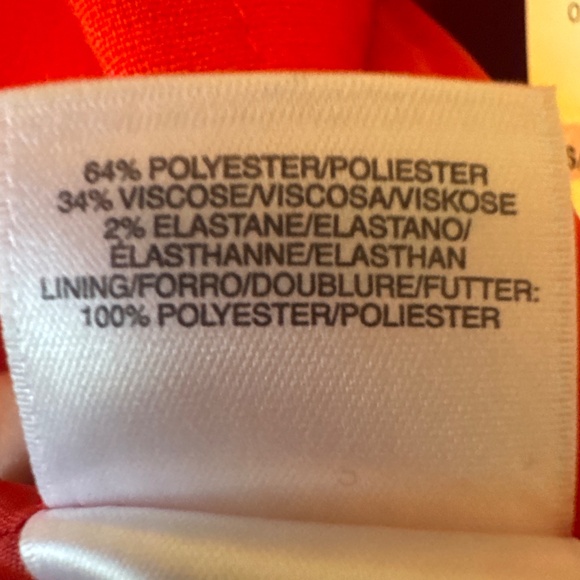 64% POLYESTER/POLIESTER
34% VISCOSE/VISCOSA/VISKOSE
2% ELASTANE/ELASTANO/
ÉLASTHANNE/ELASTHAN
LINING/FORRO/DOUBLURE/FUTTER:
100% POLYESTER/POLIESTER